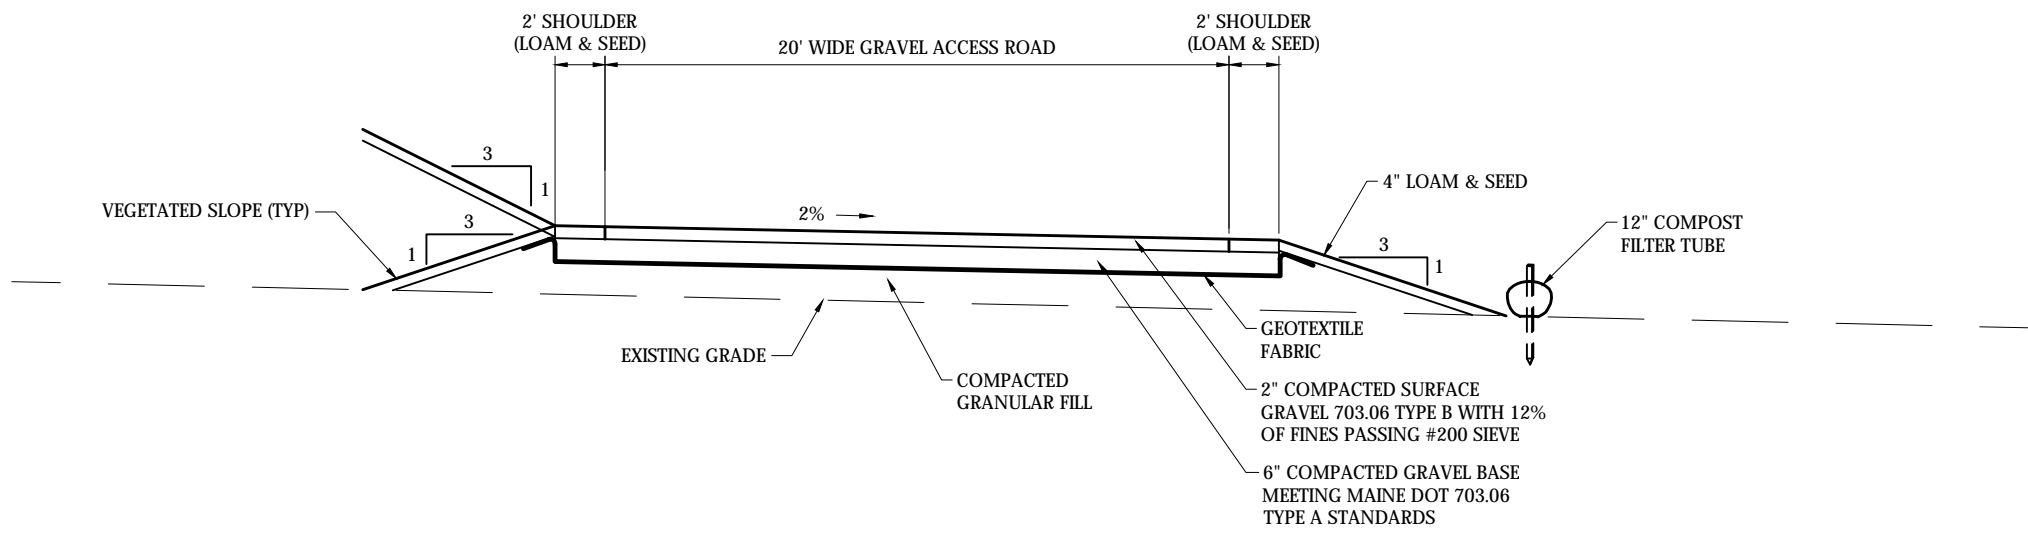 2' SHOULDER
(LOAM & SEED)
20' WIDE GRAVEL ACCESS ROAD
2' SHOULDER
(LOAM & SEED)
3
1
VEGETATED SLOPE (TYP)
3
1
2%
4" LOAM & SEED
3
1
12" COMPOST
FILTER TUBE
EXISTING GRADE
COMPACTED
GRANULAR FILL
GEOTEXTILE
FABRIC
2" COMPACTED SURFACE
GRAVEL 703.06 TYPE B WITH 12%
OF FINES PASSING #200 SIEVE
6" COMPACTED GRAVEL BASE
MEETING MAINE DOT 703.06
TYPE A STANDARDS